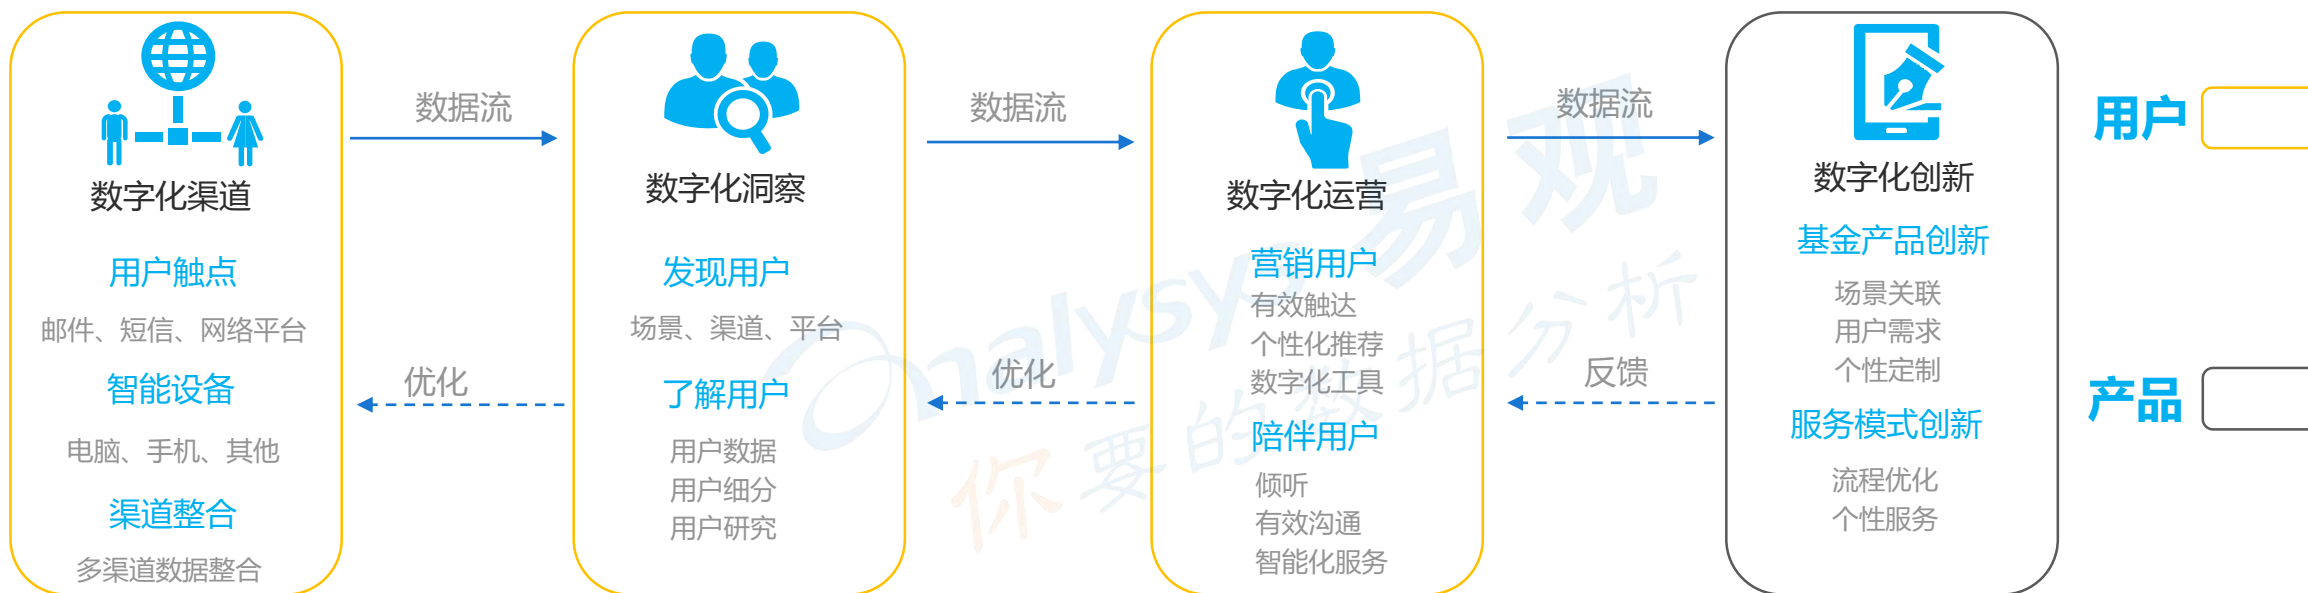 数字化渠道
用户触点
邮件、短信、网络平台
智能设备
电脑、手机、其他
渠道整合
多渠道数据整合
数据流
优化
数字化洞察
发现用户
场景、渠道、平台
了解用户
用户数据
用户细分
用户研究
数据流
优化
数字化运营
营销用户
有效触达
个性化推荐
数字化工具
陪伴用户
倾听
有效沟通
智能化服务
数据流
反馈
数字化创新
基金产品创新
场景关联
用户需求
个性定制
服务模式创新
流程优化
个性服务
用户
产品
analysys 易观
你要的数据分析